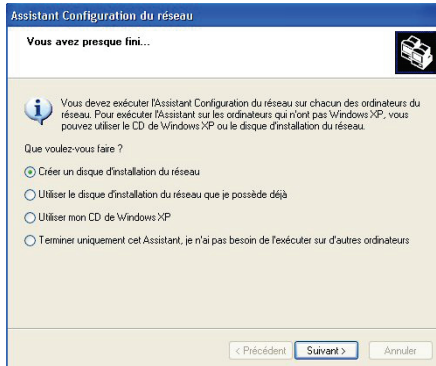 Assistant Configuration du réseau
Vous avez presque fini...
Vous devez exécuter l'Assistant Configuration du réseau sur chacun des ordinateurs du
réseau. Pour exécuter l'Assistant sur les ordinateurs qui n'ont pas Windows XP, vous
pouvez utiliser le CD de Windows XP ou le disque d'installation du réseau.
Que voulez-vous faire ?
Créer un disque d'installation du réseau
Utiliser le disque d'installation du réseau que je possède déjà
Utiliser mon CD de Windows XP
Terminer uniquement cet Assistant, je n'ai pas besoin de l'exécuter sur d'autres ordinateurs
< Précédent Suivant > Annuler